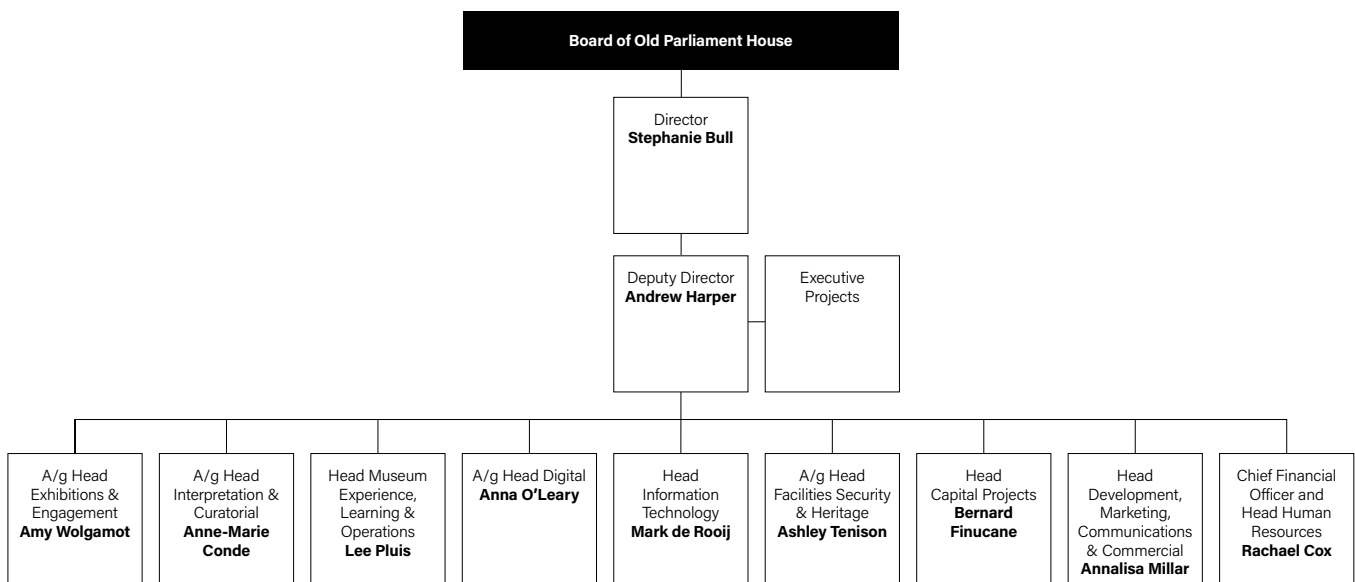 Board of Old Parliament House
Director
Stephanie Bull
Deputy Director
Andrew Harper
Executive
Projects
A/g Head
Exhibitions &
Engagement
Amy Wolgamot
A/g Head
Interpretation &
Curatorial
Anne-Marie
Conde
Head Museum
Experience,
Learning &
Operations
Lee Pluis
A/g Head Digital
Anna O’Leary
Head
Information
Technology
Mark de Rooij
A/g Head
Facilities Security
& Heritage
Ashley Tenison
Head
Capital Projects
Bernard
Finucane
Head
Development,
Marketing,
Communications
& Commercial
Annalisa Millar
Chief Financial
Officer and
Head Human
Resources
Rachael Cox